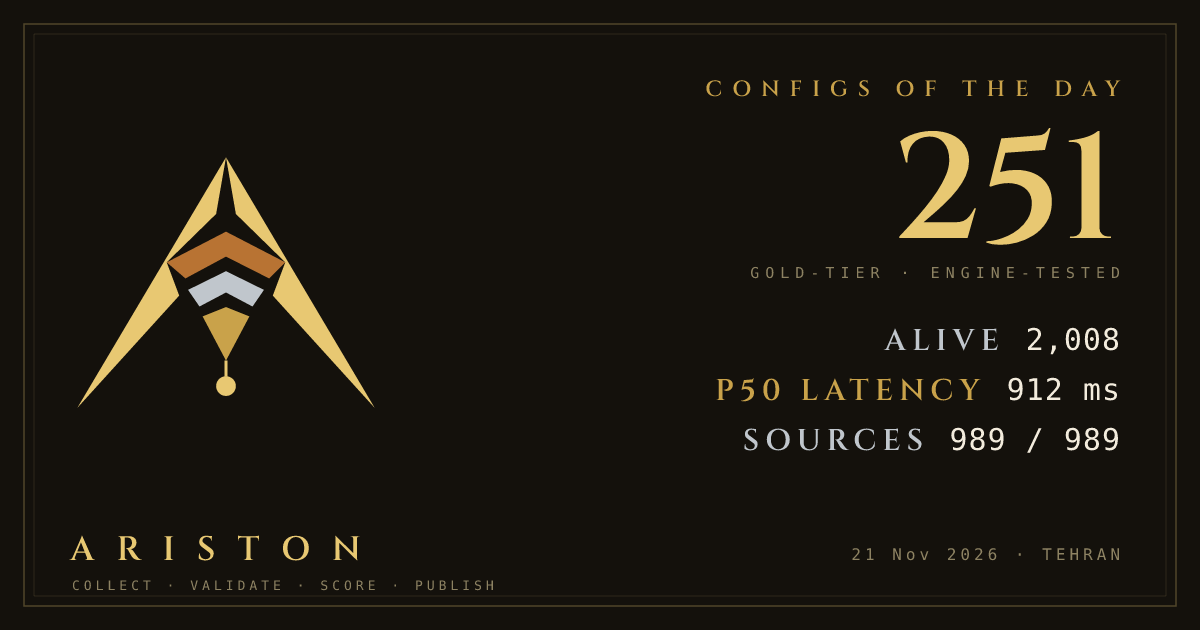 CONFIGS OF THE DAY
251
GOLD-TIER · ENGINE-TESTED
ALIVE 2,008
P50 LATENCY 912 ms
SOURCES 989 / 989
ARISTON
COLLECT · VALIDATE · SCORE · PUBLISH
21 Nov 2026 · TEHRAN